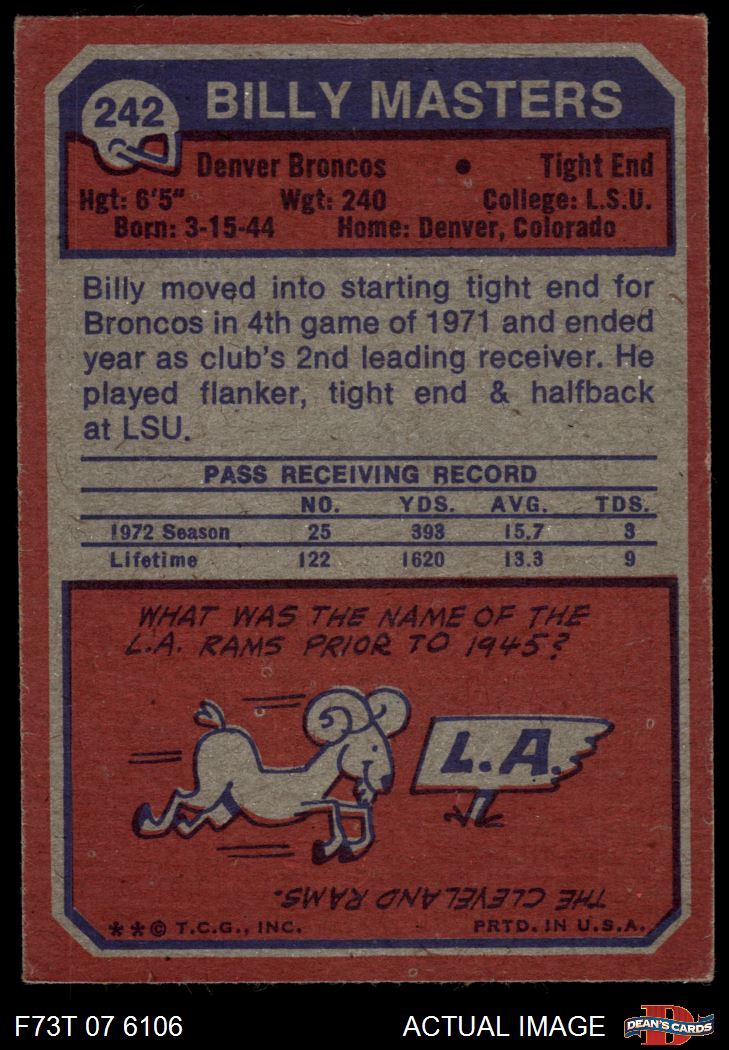 242
BILLY MASTERS
Denver Broncos • Tight End
Hgt: 6'5" Wgt: 240 College: L.S.U.
Born: 3-15-44 Home: Denver, Colorado
Billy moved into starting tight end for
Broncos in 4th game of 1971 and ended
year as club's 2nd leading receiver. He
played flanker, tight end & halfback
at LSU.
PASS RECEIVING RECORD
NO. YDS. AVG. TDS.
1972 Season 25 393 15.7 3
Lifetime 122 1620 13.3 9
WHAT WAS THE NAME OF THE
L.A. RAMS PRIOR TO 1945?
L.A.
THE CLEVELAND RAMS.
**© T.C.G., INC. PRTD. IN U.S.A.
F73T 07 6106 ACTUAL IMAGE
D
DEAN'S CARDS